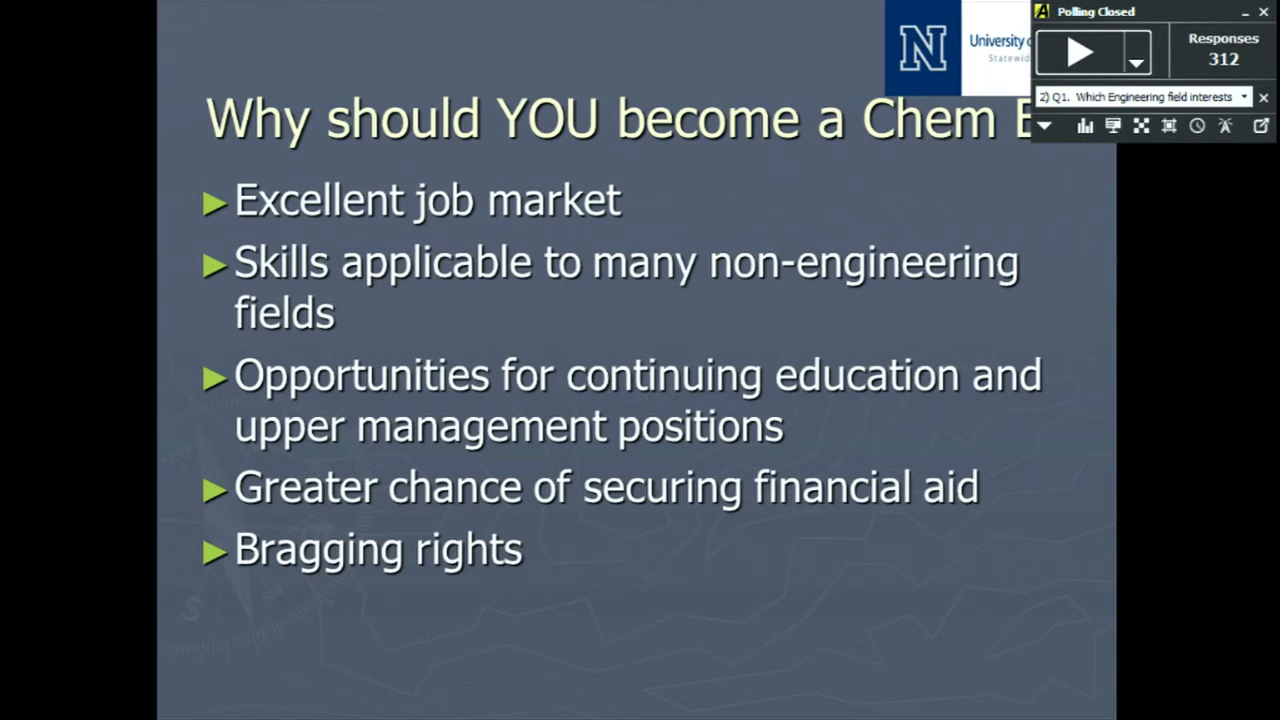 Polling Closed
Responses
312
2) Q1. Which Engineering field interests
N
University
Why should YOU become a Chem
Excellent job market
Skills applicable to many non-engineering
fields
Opportunities for continuing education and
upper management positions
Greater chance of securing financial aid
Bragging rights
S